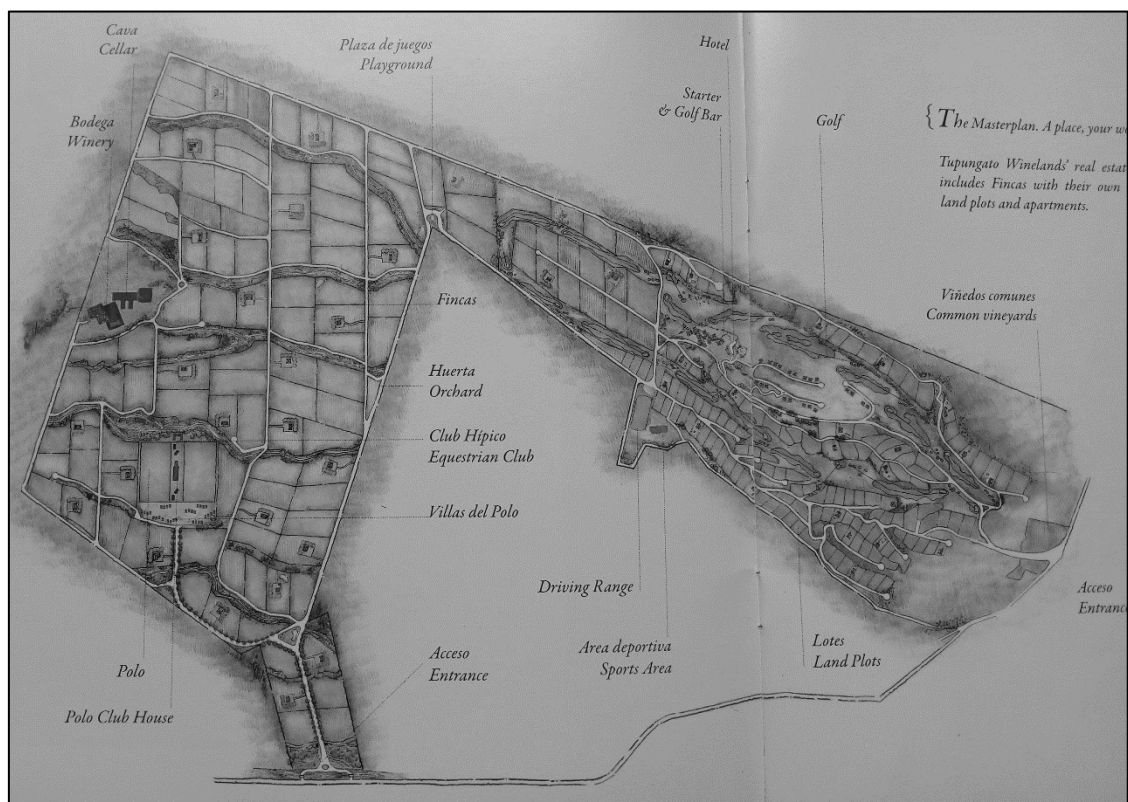 Cava
Cellar
Plaza de juegos
Playground
Hotel
Starter
& Golf Bar
Golf
Bodega
Winery
{The Masterplan. A place, your
Tupungato Winelands' real
includes Fincas with their own
land plots and apartments.
Viñedos comunes
Common vineyards
Fincas
Huerta
Orchard
Club Hípico
Equestrian Club
Villas del Polo
Driving Range
Acceso
Entrance
Area deportiva
Sports Area
Lotes
Land Plots
Acceso
Entrance
Polo
Polo Club House